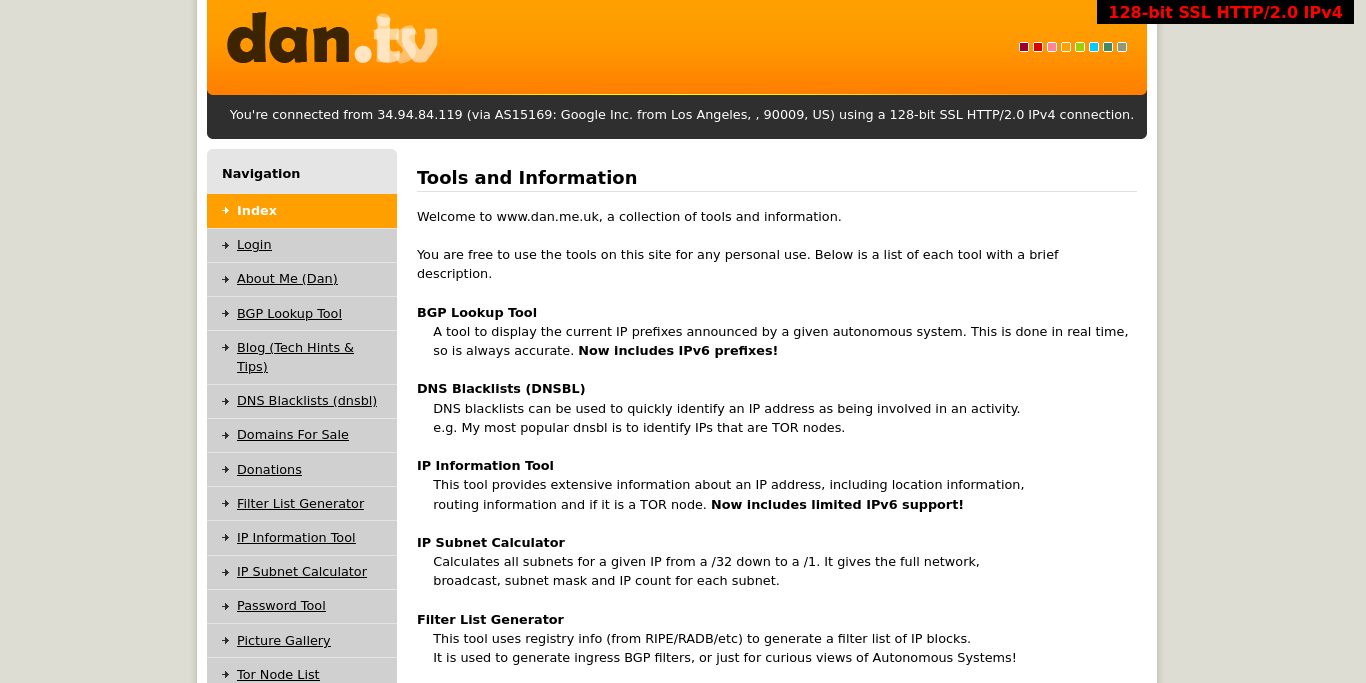 128-bit SSL HTTP/2.0 IPv4
dan.tv
You're connected from 34.94.84.119 (via AS15169: Google Inc. from Los Angeles, , 90009, US) using a 128-bit SSL HTTP/2.0 IPv4 connection.
Navigation
Index
Login
About Me (Dan)
BGP Lookup Tool
Blog (Tech Hints &
Tips)
DNS Blacklists (dnsbl)
Domains For Sale
Donations
Filter List Generator
IP Information Tool
IP Subnet Calculator
Password Tool
Picture Gallery
Tor Node List
Tools and Information
Welcome to www.dan.me.uk, a collection of tools and information.
You are free to use the tools on this site for any personal use. Below is a list of each tool with a brief
description.
BGP Lookup Tool
A tool to display the current IP prefixes announced by a given autonomous system. This is done in real time,
so is always accurate. Now includes IPv6 prefixes!
DNS Blacklists (DNSBL)
DNS blacklists can be used to quickly identify an IP address as being involved in an activity.
e.g. My most popular dnsbl is to identify IPs that are TOR nodes.
IP Information Tool
This tool provides extensive information about an IP address, including location information,
routing information and if it is a TOR node. Now includes limited IPv6 support!
IP Subnet Calculator
Calculates all subnets for a given IP from a /32 down to a /1. It gives the full network,
broadcast, subnet mask and IP count for each subnet.
Filter List Generator
This tool uses registry info (from RIPE/RADB/etc) to generate a filter list of IP blocks.
It is used to generate ingress BGP filters, or just for curious views of Autonomous Systems!